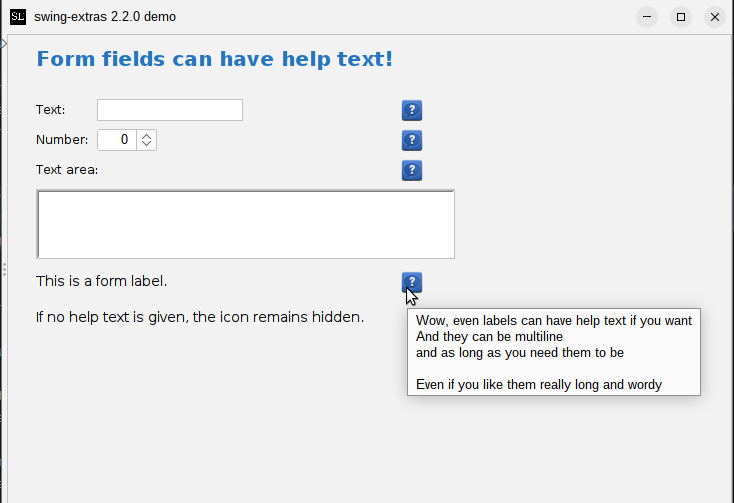 SL
swing-extras 2.2.0 demo
Form fields can have help text!
Text:
?
Number:
0
?
Text area:
?
This is a form label.
?
If no help text is given, the icon remains hidden.
Wow, even labels can have help text if you want
And they can be multiline
and as long as you need them to be
Even if you like them really long and wordy